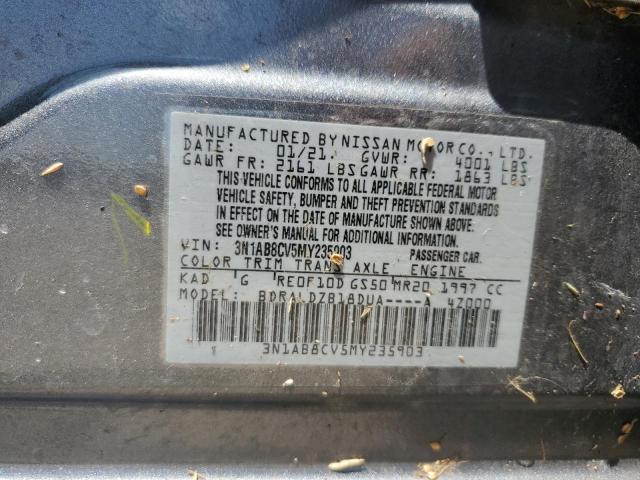 MANUFACTURED BY NISSAN MOTOR CO., LTD.
DATE: 01/21 GVWR: 4001 LBS
GAWR FR: 2161 LBS GAWR RR: 1863 LBS
THIS VEHICLE CONFORMS TO ALL APPLICABLE FEDERAL MOTOR
VEHICLE SAFETY, BUMPER AND THEFT PREVENTION STANDARDS
IN EFFECT ON THE DATE OF MANUFACTURE SHOWN ABOVE.
SEE OWNER'S MANUAL FOR ADDITIONAL INFORMATION.
VIN: 3N1AB8CV5MY235903 PASSENGER CAR
COLOR TRIM TRANS AXLE ENGINE
KAD G RE0F10D GS50 MR20 1997 CC
MODEL: BDRALDZB18DUA----A 4Z000
3N1AB8CV5MY235903